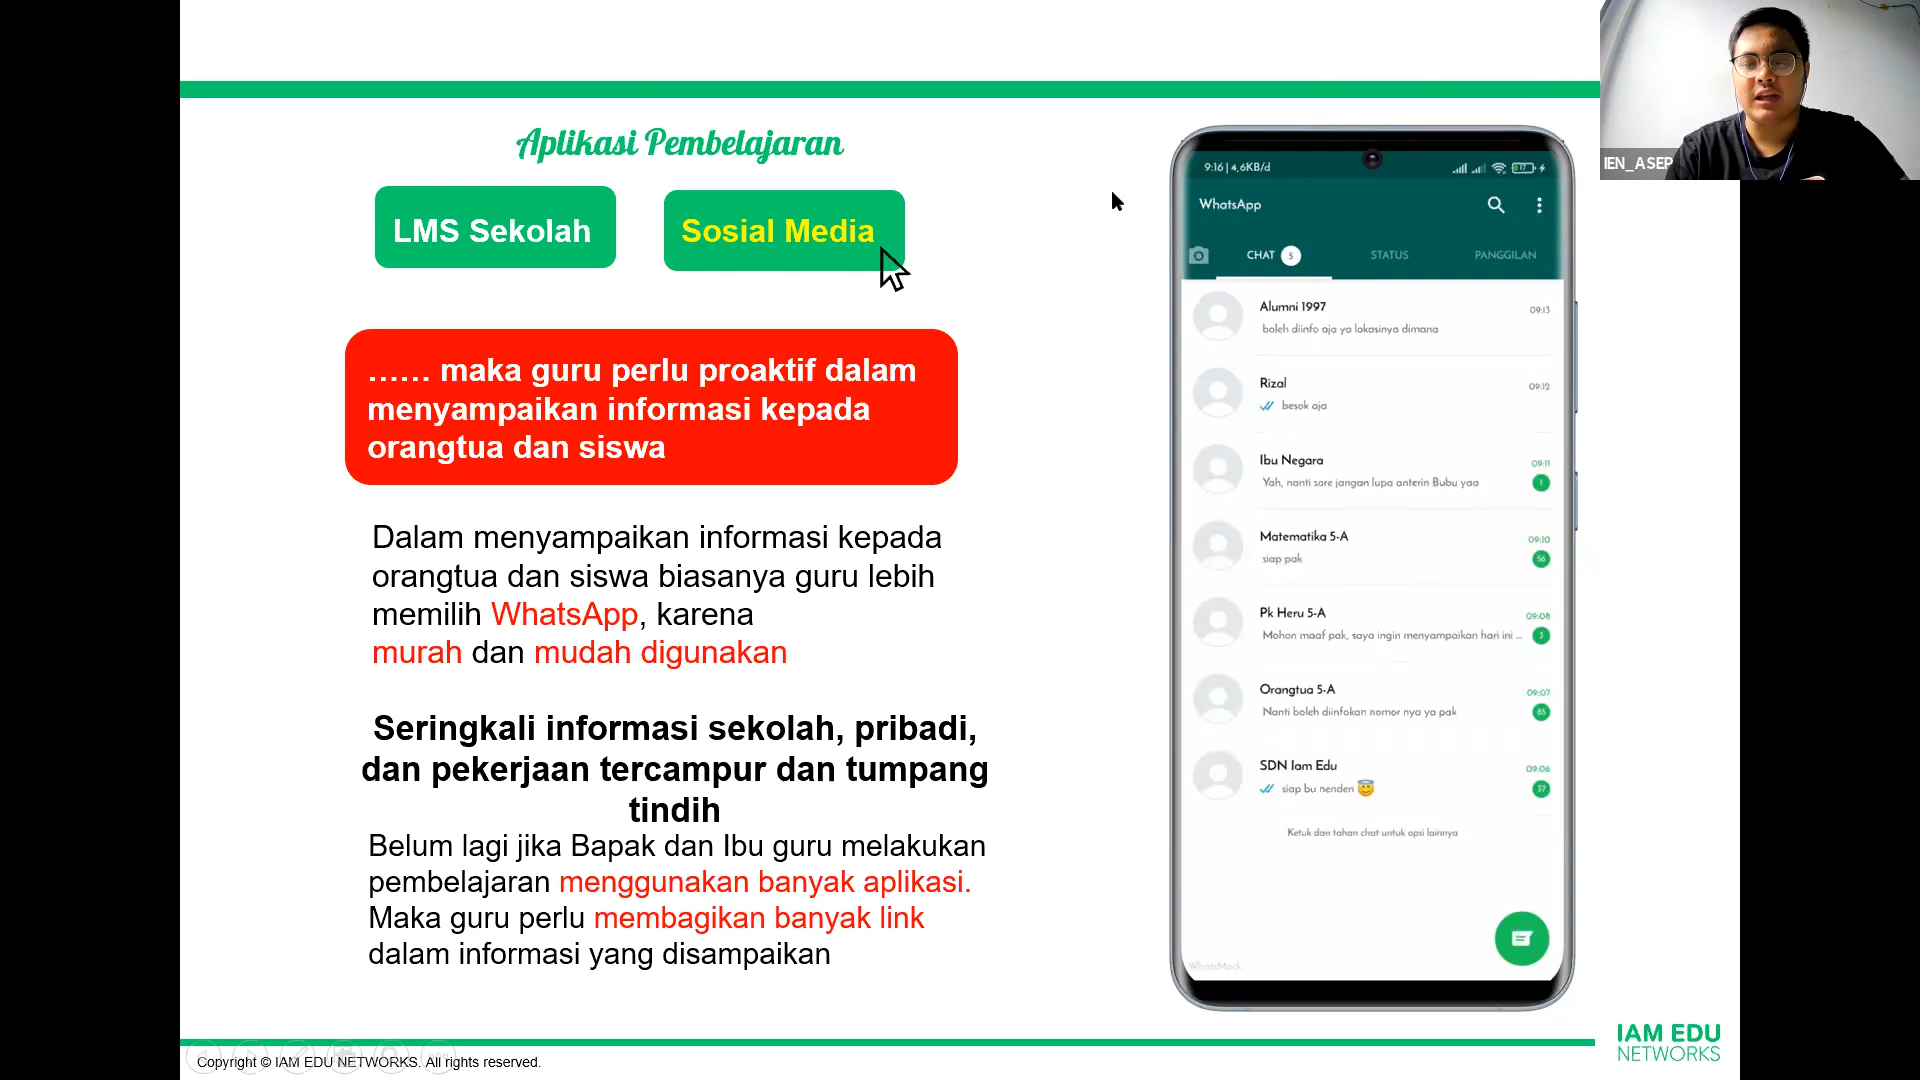 Aplikasi Pembelajaran
LMS Sekolah
Sosial Media
...... maka guru perlu proaktif dalam
menyampaikan informasi kepada
orangtua dan siswa
Dalam menyampaikan informasi kepada
orangtua dan siswa biasanya guru lebih
memilih WhatsApp, karena
murah dan mudah digunakan
Seringkali informasi sekolah, pribadi,
dan pekerjaan tercampur dan tumpang
tindih
Belum lagi jika Bapak dan Ibu guru melakukan
pembelajaran menggunakan banyak aplikasi.
Maka guru perlu membagikan banyak link
dalam informasi yang disampaikan
9:16 | 4,6KB/d
WhatsApp
CHAT 5 STATUS PANGGILAN
Alumni 1997 09:13
boleh diinfo aja ya lokasinya dimana
Rizal 09:12
besok aja
Ibu Negara 09:11
Yah, nanti sore jangan lupa anterin Bubu yaa 1
Matematika 5-A 09:10
siap pak 56
Pk Heru 5-A 09:08
Mohon maaf pak, saya ingin menyampaikan hari ini ... 3
Orangtua 5-A 09:07
Nanti boleh diinfokan nomor nya ya pak 85
SDN Iam Edu 09:06
siap bu nenden 😇 37
Ketuk dan tahan chat untuk opsi lainnya
WhatsMock
IEN_ASEP
IAM EDU
NETWORKS
Copyright © IAM EDU NETWORKS. All rights reserved.